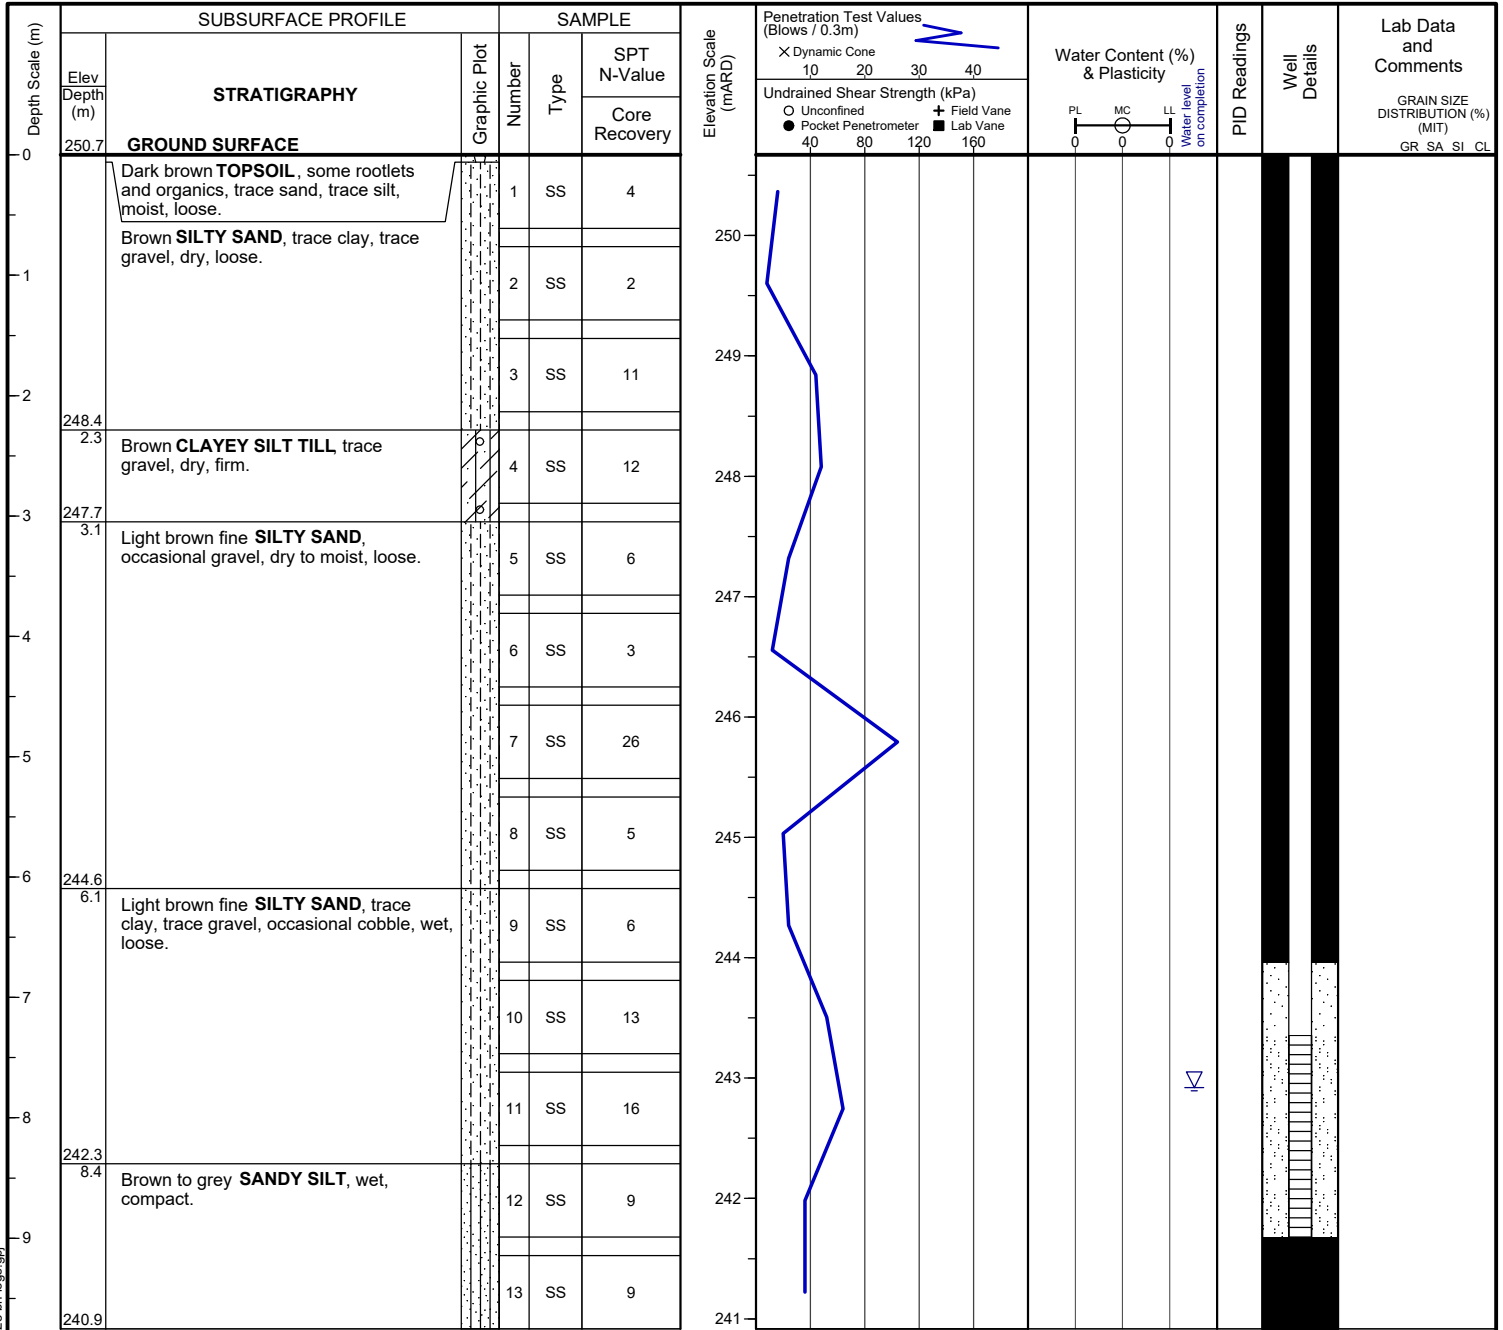 SUBSURFACE PROFILE
SAMPLE
Depth Scale (m)
Elev
Depth
(m)
STRATIGRAPHY
Graphic Plot
Number
Type
SPT
N-Value
Core
Recovery
Elevation Scale
(mARD)
Penetration Test Values
(Blows / 0.3m)
Dynamic Cone
10 20 30 40
Undrained Shear Strength (kPa)
Unconfined Field Vane
Pocket Penetrometer Lab Vane
40 80 120 160
Water Content (%)
& Plasticity
PL MC LL
0 0 0
Water level
on completion
PID Readings
Well
Details
Lab Data
and
Comments
GRAIN SIZE
DISTRIBUTION (%)
(MIT)
GR SA SI CL
250.7 GROUND SURFACE
0
Dark brown TOPSOIL, some rootlets
and organics, trace sand, trace silt,
moist, loose.
1 SS 4
Brown SILTY SAND, trace clay, trace
gravel, dry, loose.
250
1
2 SS 2
249
3 SS 11
2
248.4
2.3
Brown CLAYEY SILT TILL, trace
gravel, dry, firm.
4 SS 12
248
247.7
3
3.1
Light brown fine SILTY SAND,
occasional gravel, dry to moist, loose.
5 SS 6
247
4
6 SS 3
246
7 SS 26
5
245
8 SS 5
6
244.6
6.1
Light brown fine SILTY SAND, trace
clay, trace gravel, occasional cobble, wet,
loose.
9 SS 6
244
7
10 SS 13
243
11 SS 16
8
242.3
8.4
Brown to grey SANDY SILT, wet,
compact.
12 SS 9
242
9
13 SS 9
240.9
241